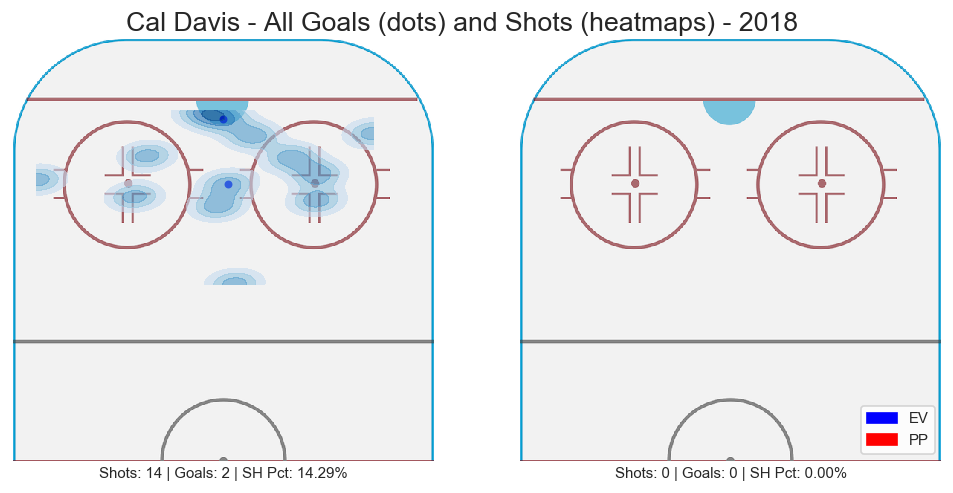 Cal Davis - All Goals (dots) and Shots (heatmaps) - 2018
EV
PP
Shots: 14 | Goals: 2 | SH Pct: 14.29%
Shots: 0 | Goals: 0 | SH Pct: 0.00%